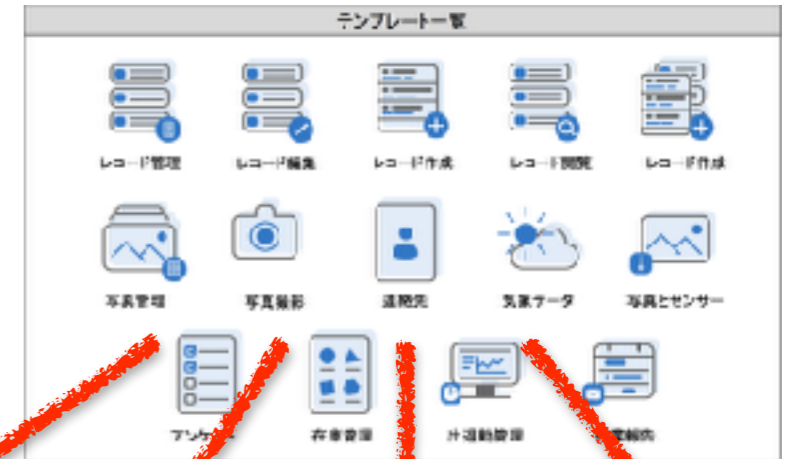 テンプレート一覧
レコード管理 レコード編集 レコード作成 レコード閲覧 レコード作成
写真管理 写真撮影 連絡先 気象データ 写真とセンサー
在庫管理